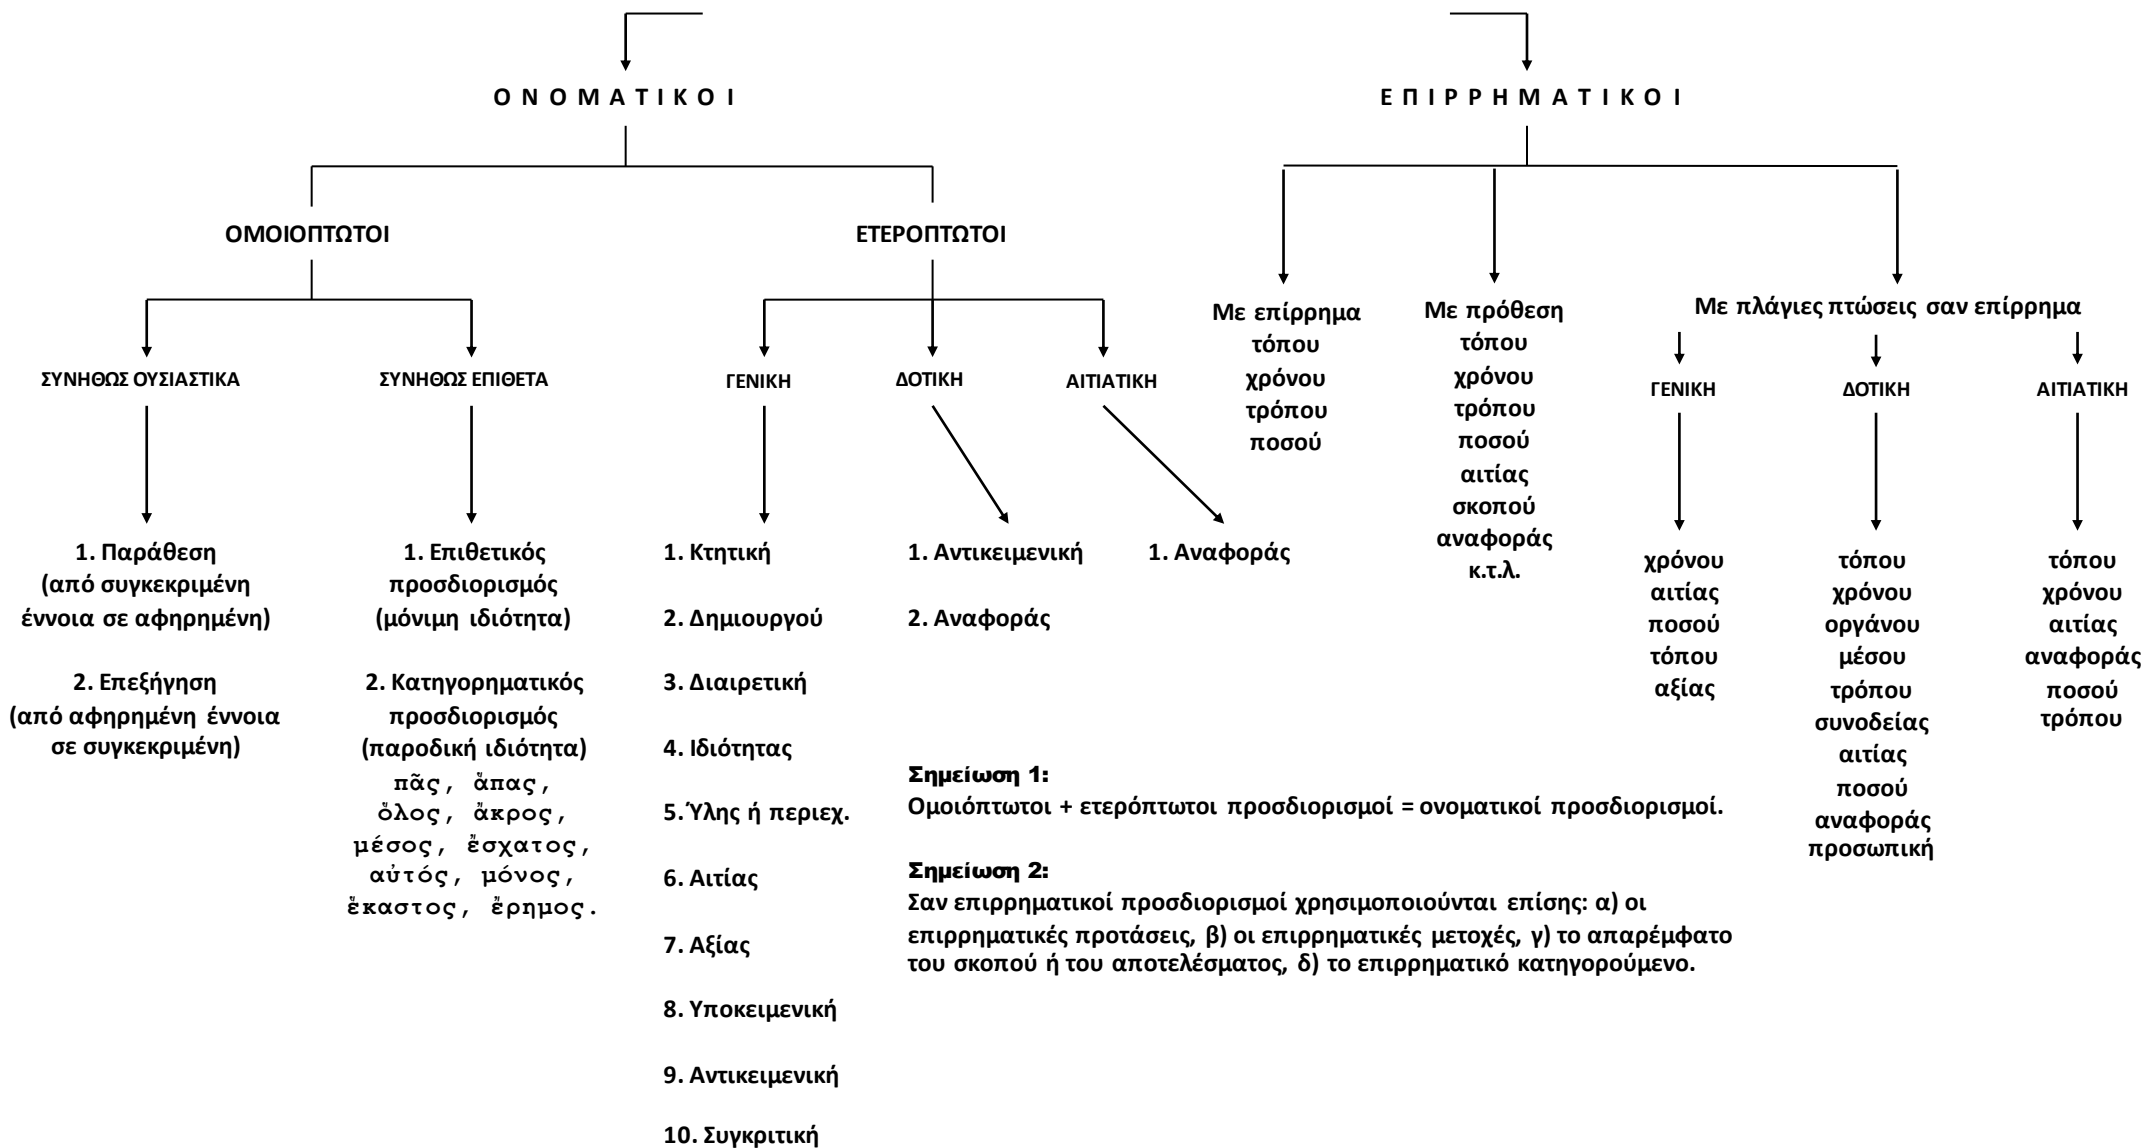 ΟΝΟΜΑΤΙΚΟΙ
ΟΜΟΙΟΠΤΩΤΟΙ
ΣΥΝΗΘΩΣ ΟΥΣΙΑΣΤΙΚΑ
1. Παράθεση
(από συγκεκριμένη
έννοια σε αφηρημένη)
2. Επεξήγηση
(από αφηρημένη έννοια
σε συγκεκριμένη)
ΣΥΝΗΘΩΣ ΕΠΙΘΕΤΑ
1. Επιθετικός
προσδιορισμός
(μόνιμη ιδιότητα)
2. Κατηγορηματικός
προσδιορισμός
(παροδική ιδιότητα)
πᾶς, ἅπας,
ὅλος, ἄκρος,
μέσος, ἔσχατος,
αὐτός, μόνος,
ἕκαστος, ἔρημος.
ΕΤΕΡΟΠΤΩΤΟΙ
ΓΕΝΙΚΗ
1. Κτητική
2. Δημιουργού
3. Διαιρετική
4. Ιδιότητας
5. Ύλης ή περιεχ.
6. Αιτίας
7. Αξίας
8. Υποκειμενική
9. Αντικειμενική
10. Συγκριτική
ΔΟΤΙΚΗ
1. Αντικειμενική
2. Αναφοράς
ΑΙΤΙΑΤΙΚΗ
1. Αναφοράς
ΕΠΙΡΡΗΜΑΤΙΚΟΙ
Με επίρρημα
τόπου
χρόνου
τρόπου
ποσού
Με πρόθεση
τόπου
χρόνου
τρόπου
ποσού
αιτίας
σκοπού
αναφοράς
κ.τ.λ.
Με πλάγιες πτώσεις σαν επίρρημα
ΓΕΝΙΚΗ
χρόνου
αιτίας
ποσού
τόπου
αξίας
ΔΟΤΙΚΗ
τόπου
χρόνου
οργάνου
μέσου
τρόπου
συνοδείας
αιτίας
ποσού
αναφοράς
προσωπική
ΑΙΤΙΑΤΙΚΗ
τόπου
χρόνου
αιτίας
αναφοράς
ποσού
τρόπου
Σημείωση 1:
Ομοιόπτωτοι + ετερόπτωτοι προσδιορισμοί = ονοματικοί προσδιορισμοί.
Σημείωση 2:
Σαν επιρρηματικοί προσδιορισμοί χρησιμοποιούνται επίσης: α) οι
επιρρηματικές προτάσεις, β) οι επιρρηματικές μετοχές, γ) το απαρέμφατο
του σκοπού ή του αποτελέσματος, δ) το επιρρηματικό κατηγορούμενο.